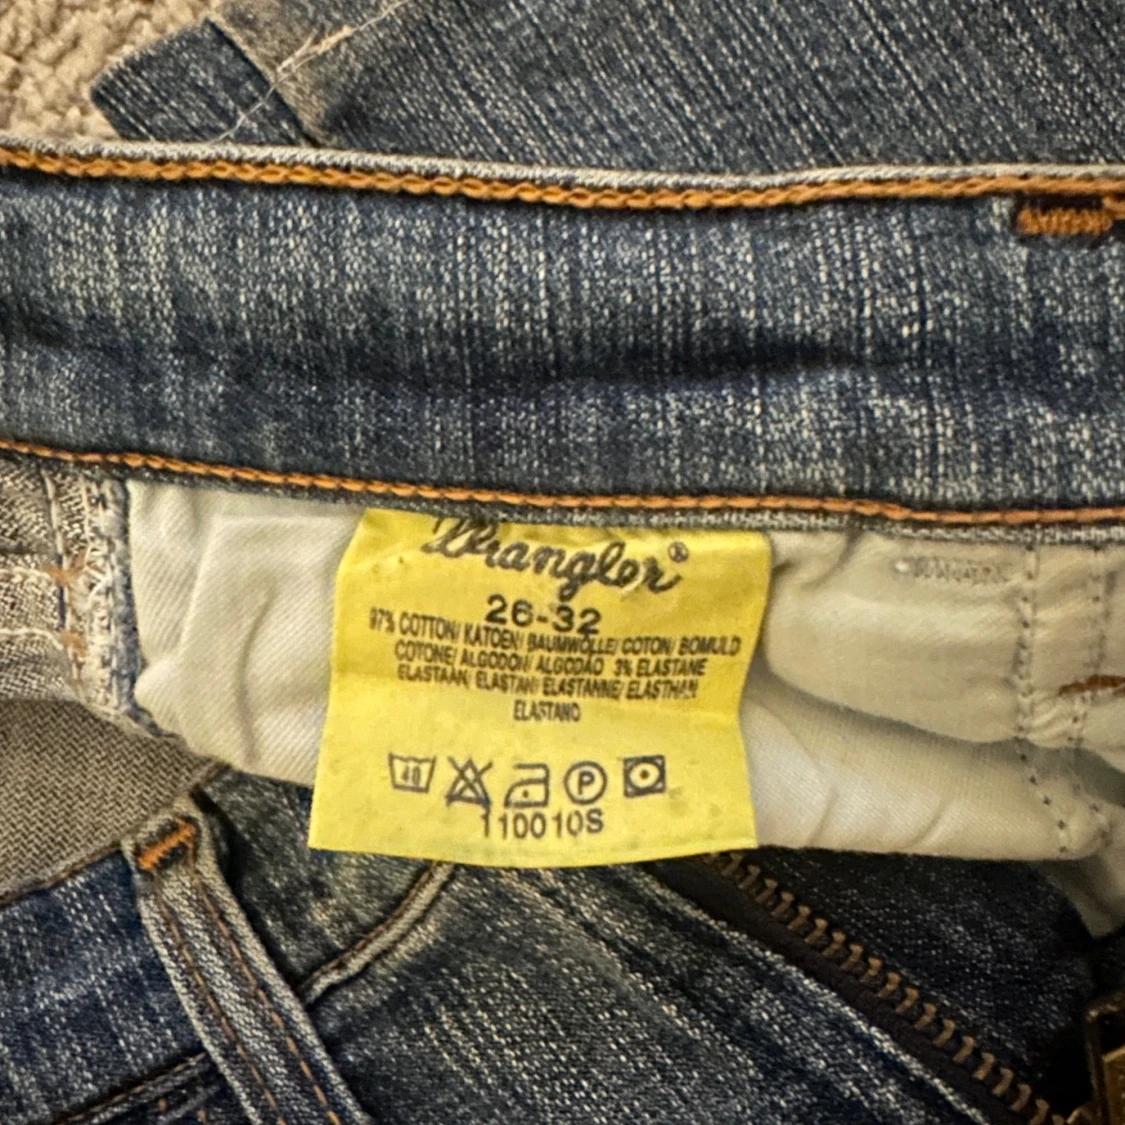 Wrangler®
26-32
97% COTTON/ KATOEN/ BAUMWOLLE/ COTON/ BOMULD
COTONE/ ALGODON/ ALGODÃO 3% ELASTANE
ELASTAAN/ ELASTAN/ ELASTANNE/ ELASTHAN
ELASTANO
40 P
110010S